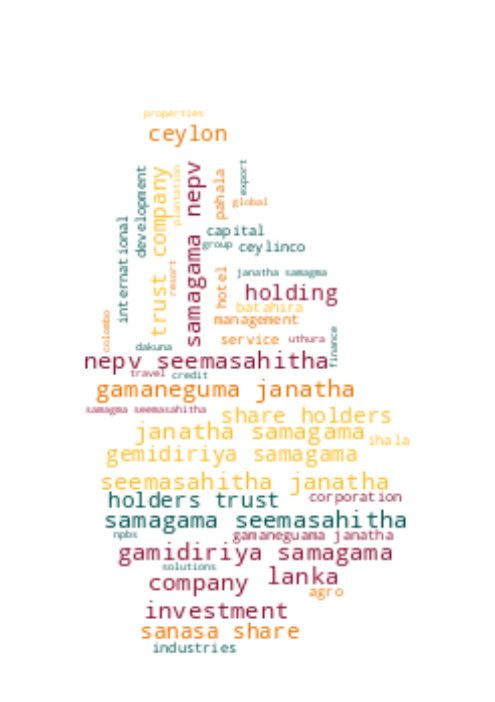 properties
ceylon
development
trust company
plantation
samagama nepv
pahala
export
global
international
capital
group
ceylinco
resort
hotel
janatha samagma
holding
batahira
colombo
management
service
uthura
finance
dakuna
nepv seemasahitha
travel
credit
gamaneguma janatha
samagma seemasahitha
share holders
janatha samagama
ihala
gemidiriya samagama
seemasahitha janatha
holders trust
corporation
samagama seemasahitha
npbs
gamaneguama janatha
gamidiriya samagama
solutions
company
lanka
agro
investment
sanasa share
industries